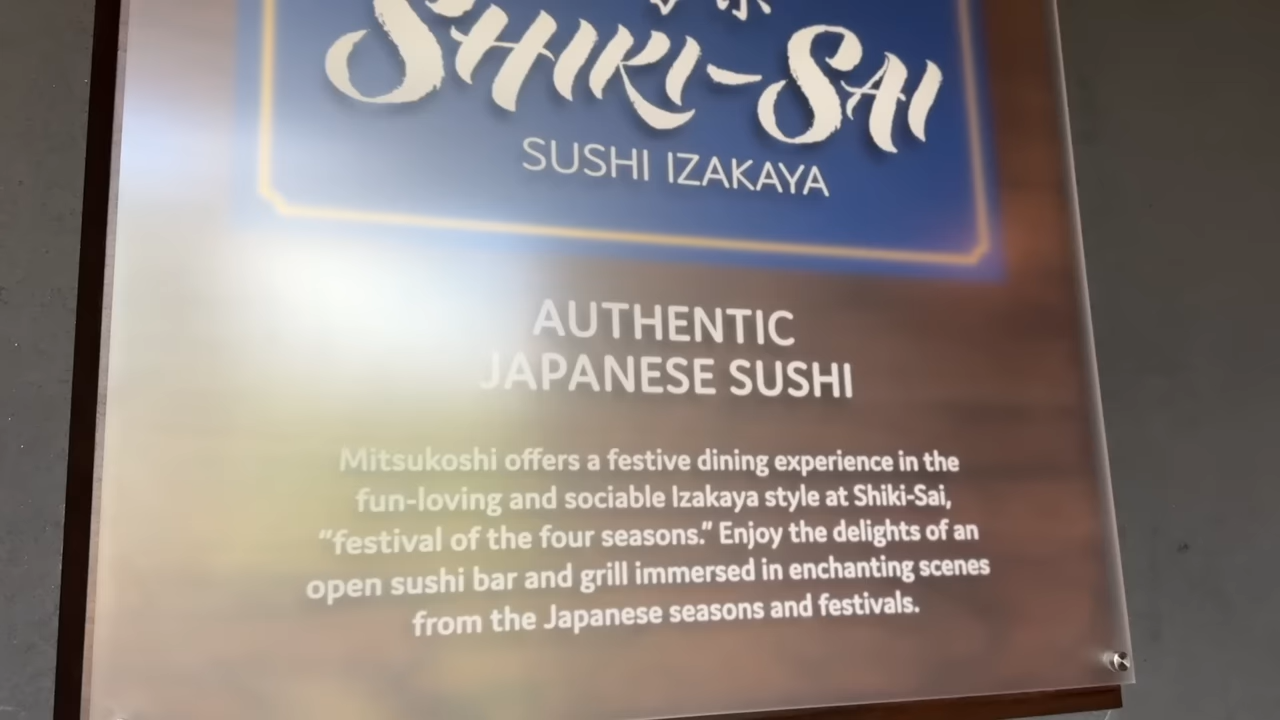 SHIKI-SAI
SUSHI IZAKAYA
AUTHENTIC
JAPANESE SUSHI
Mitsukoshi offers a festive dining experience in the
fun-loving and sociable Izakaya style at Shiki-Sai,
“festival of the four seasons.” Enjoy the delights of an
open sushi bar and grill immersed in enchanting scenes
from the Japanese seasons and festivals.